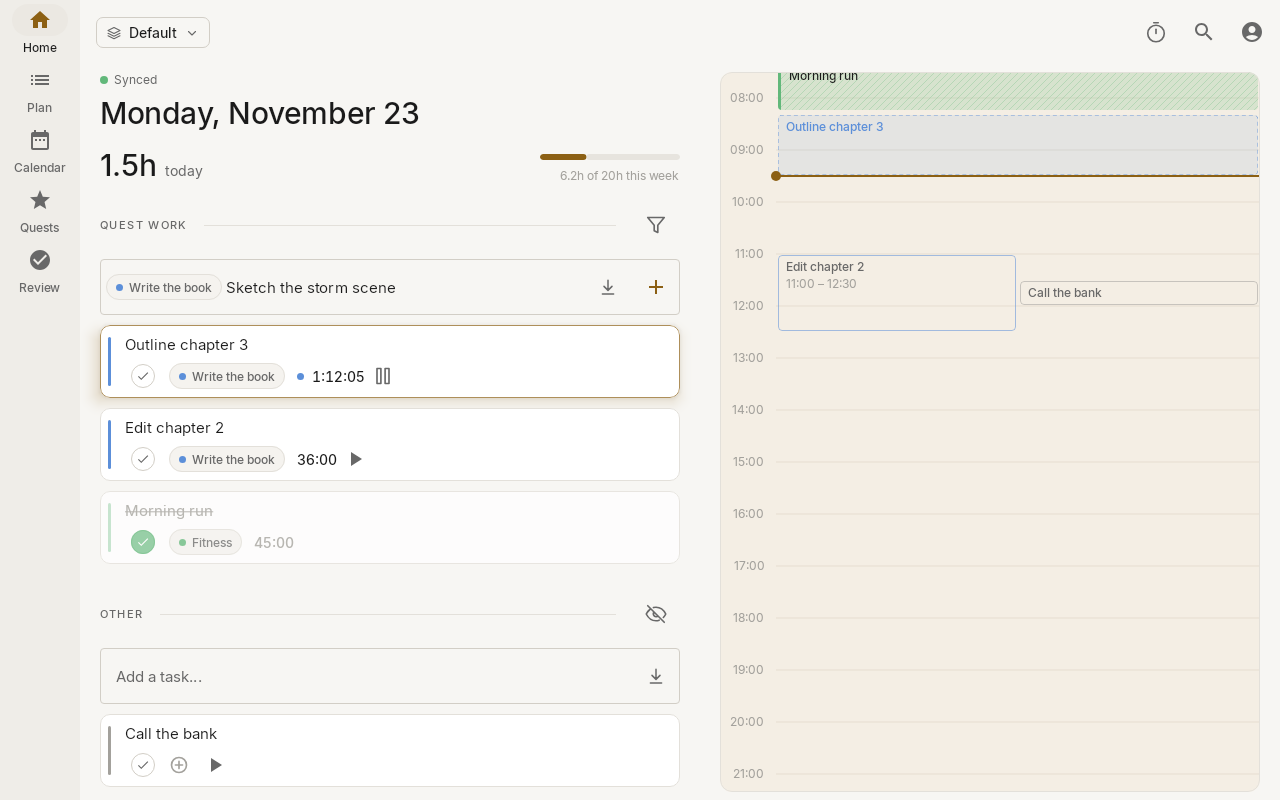 Home
Plan
Calendar
Quests
Review
Default
Synced
Monday, November 23
1.5h today
6.2h of 20h this week
QUEST WORK
Write the book Sketch the storm scene
Outline chapter 3
Write the book 1:12:05
Edit chapter 2
Write the book 36:00
Morning run
Fitness 45:00
OTHER
Add a task...
Call the bank
Morning run
08:00
Outline chapter 3
09:00
10:00
11:00
Edit chapter 2
11:00 – 12:30
Call the bank
12:00
13:00
14:00
15:00
16:00
17:00
18:00
19:00
20:00
21:00